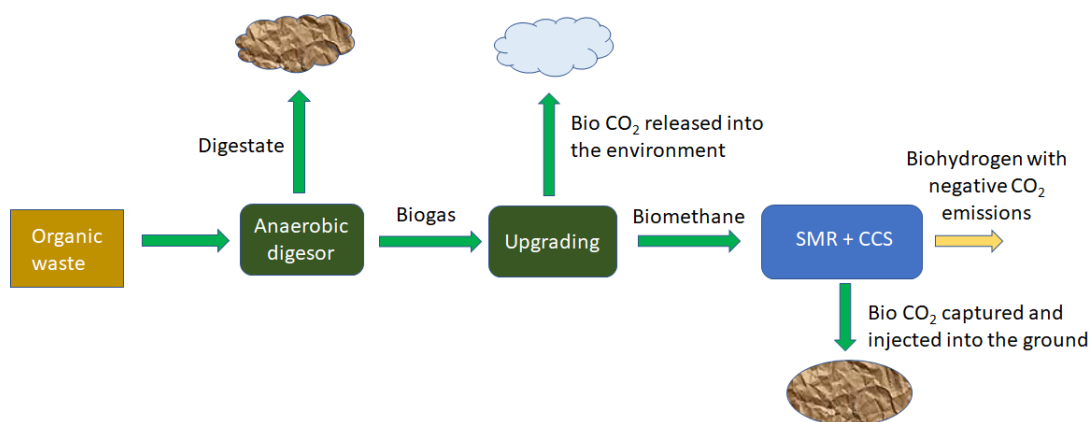 Digestate
Bio CO₂ released into
the environment
Organic
waste
Anaerobic
digesor
Biogas
Upgrading
Biomethane
SMR + CCS
Biohydrogen with
negative CO₂
emissions
Bio CO₂ captured and
injected into the ground